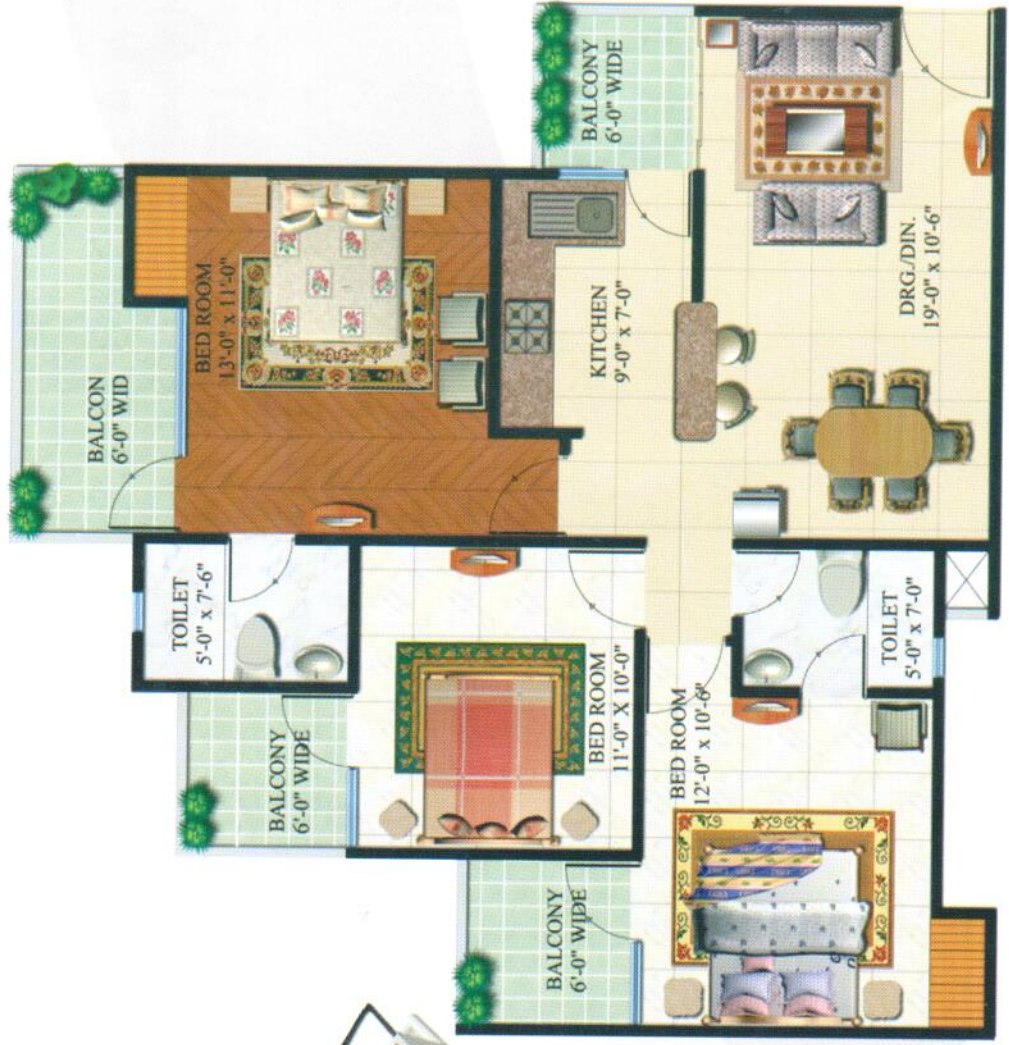 BALCONY
6'-0" WIDE
BALCON
6'-0" WID
BED ROOM
13'-0" x 11'-0"
KITCHEN
9'-0" x 7'-0"
DRG./DIN.
19'-0" x 10'-6"
TOILET
5'-0" x 7'-6"
BALCONY
6'-0" WIDE
BED ROOM
11'-0" X 10'-0"
TOILET
5'-0" x 7'-0"
BED ROOM
12'-0" x 10'-6"
BALCONY
6'-0" WIDE